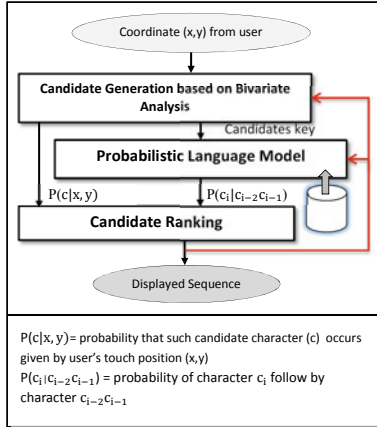 Coordinate (x,y) from user
Candidate Generation based on Bivariate
Analysis
Candidates key
Probabilistic Language Model
P(c|x, y)
P(cᵢ|cᵢ₋₂cᵢ₋₁)
Candidate Ranking
Displayed Sequence
P(c|x, y)= probability that such candidate character (c) occurs
given by user's touch position (x,y)
P(cᵢ|cᵢ₋₂cᵢ₋₁) = probability of character cᵢ follow by
character cᵢ₋₂cᵢ₋₁